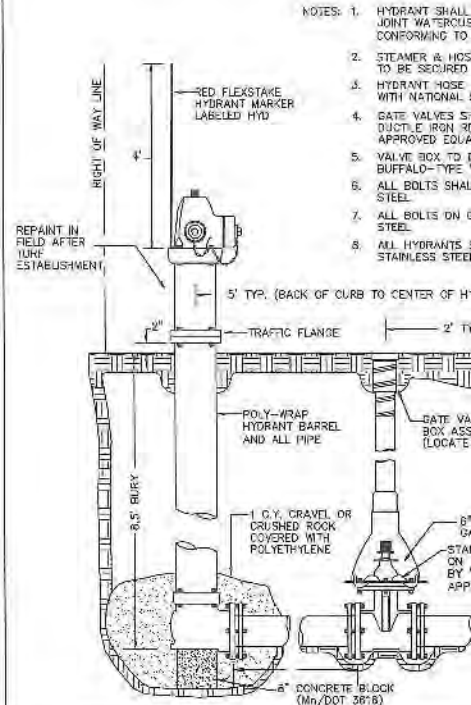 NOTES: 1. HYDRANT SHALL
JOINT WATEROUS
CONFORMING TO
2. STEAMER & HOS
TO BE SECURED
3. HYDRANT HOSE
WITH NATIONAL
4. GATE VALVES S
DUCTILE IRON RE
APPROVED EQUA
5. VALVE BOX TO
BUFFALO-TYPE
6. ALL BOLTS SHAL
STEEL
7. ALL BOLTS ON
STEEL
8. ALL HYDRANTS S
STAINLESS STEEL
RIGHT OF WAY LINE
4'
RED FLEXSTAKE
HYDRANT MARKER
LABELED HYD
REPAINT IN
FIELD AFTER
TURF
ESTABLISHMENT
5' TYP. (BACK OF CURB TO CENTER OF HY
2"
TRAFFIC FLANGE
2' TY
8.5' BURY
POLY-WRAP
HYDRANT BARREL
AND ALL PIPE
GATE VA
BOX ASS
(LOCATE
1 C.Y. GRAVEL OR
CRUSHED ROCK
COVERED WITH
POLYETHYLENE
6"
GA
STAI
ON
BY
APP
8" CONCRETE BLOCK
(Mn/DOT 3616)